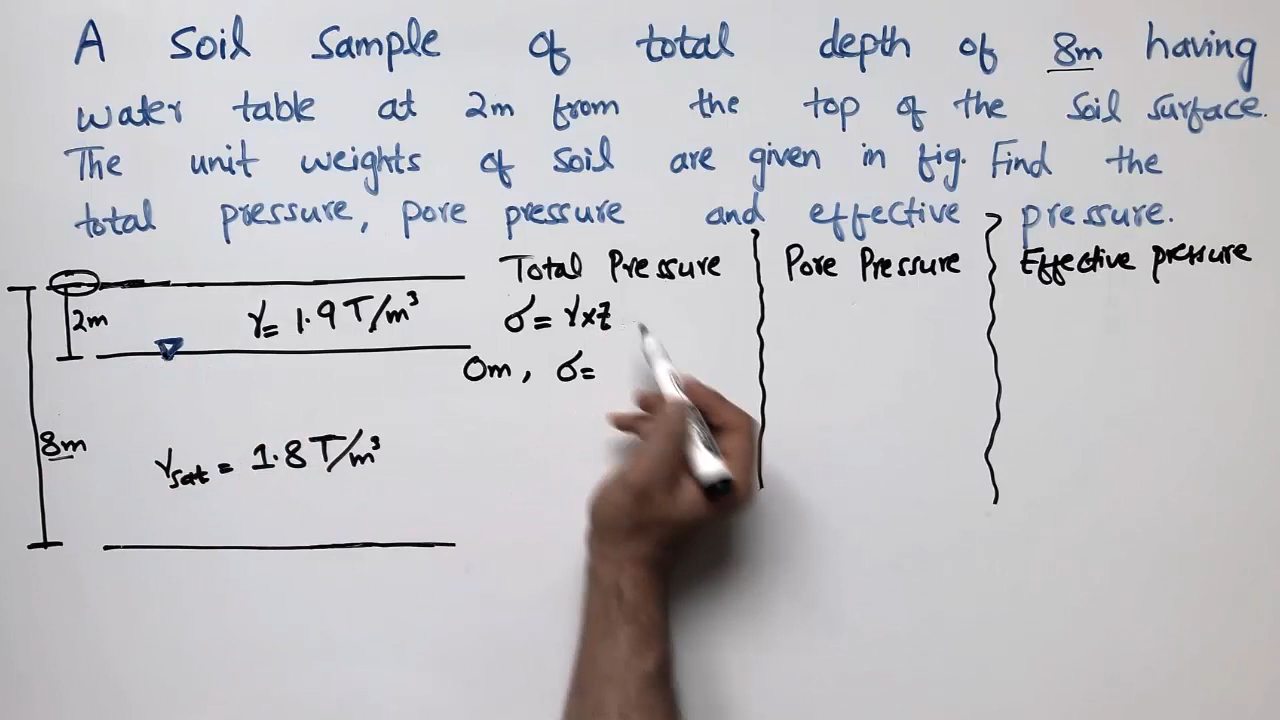 A soil sample of total depth of 8m having
water table at 2m from the top of the soil surface.
The unit weights of soil are given in fig. Find the
total pressure, pore pressure and effective pressure.
Total Pressure
Pore Pressure
Effective pressure
2m
γ= 1.9 T/m³
σ= γ×z
0m, σ=
8m
γsat = 1.8 T/m³